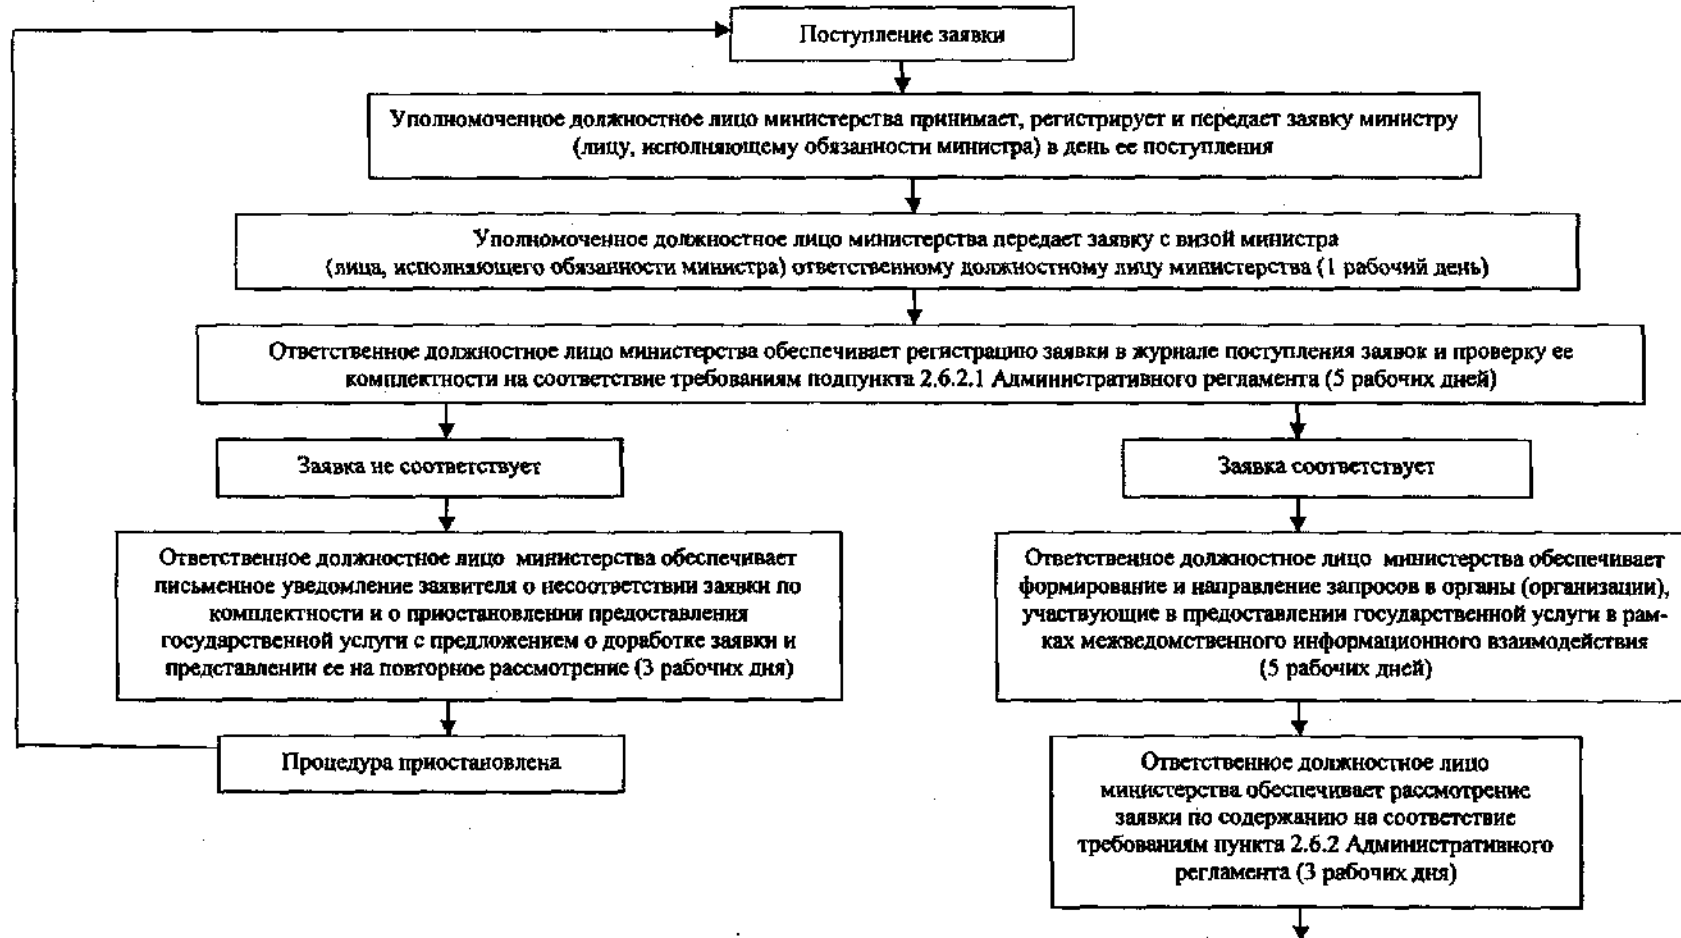 Поступление заявки
Уполномоченное должностное лицо министерства принимает, регистрирует и передает заявку министру
(лицу, исполняющему обязанности министра) в день ее поступления
Уполномоченное должностное лицо министерства передает заявку с визой министра
(лица, исполняющего обязанности министра) ответственному должностному лицу министерства (1 рабочий день)
Ответственное должностное лицо министерства обеспечивает регистрацию заявки в журнале поступления заявок и проверку ее
комплектности на соответствие требованиям подпункта 2.6.2.1 Административного регламента (5 рабочих дней)
Заявка не соответствует
Ответственное должностное лицо министерства обеспечивает
письменное уведомление заявителя о несоответствии заявки по
комплектности и о приостановлении предоставления
государственной услуги с предложением о доработке заявки и
представлении ее на повторное рассмотрение (3 рабочих дня)
Процедура приостановлена
Заявка соответствует
Ответственное должностное лицо министерства обеспечивает
формирование и направление запросов в органы (организации),
участвующие в предоставлении государственной услуги в рам-
ках межведомственного информационного взаимодействия
(5 рабочих дней)
Ответственное должностное лицо
министерства обеспечивает рассмотрение
заявки по содержанию на соответствие
требованиям пункта 2.6.2 Административного
регламента (3 рабочих дня)